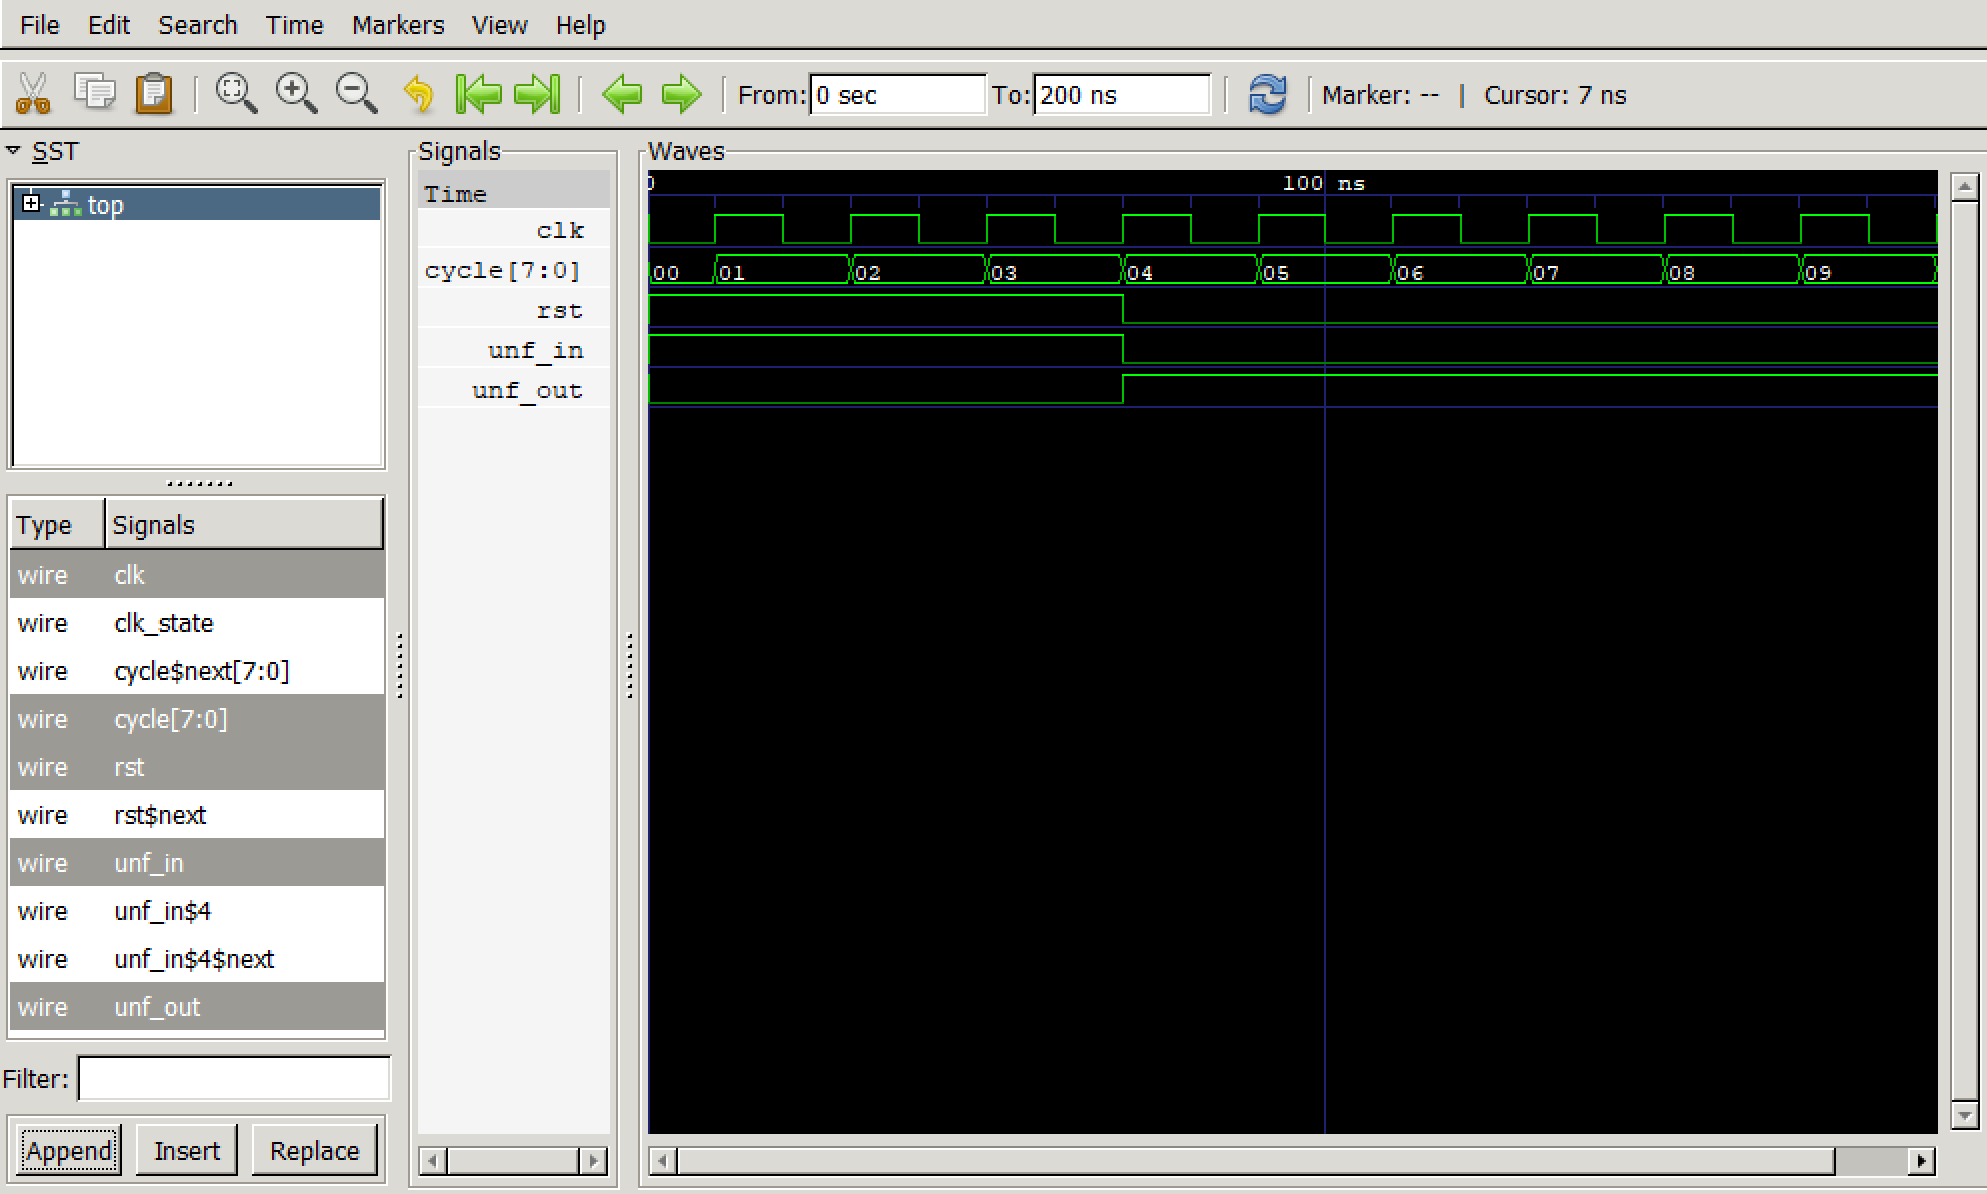 File Edit Search Time Markers View Help
From: 0 sec To: 200 ns Marker: -- | Cursor: 7 ns
SST
top
Type Signals
wire clk
wire clk_state
wire cycle$next[7:0]
wire cycle[7:0]
wire rst
wire rst$next
wire unf_in
wire unf_in$4
wire unf_in$4$next
wire unf_out
Filter:
Append Insert Replace
Signals
Time
clk
cycle[7:0]
rst
unf_in
unf_out
Waves
0 100 ns
00 01 02 03 04 05 06 07 08 09